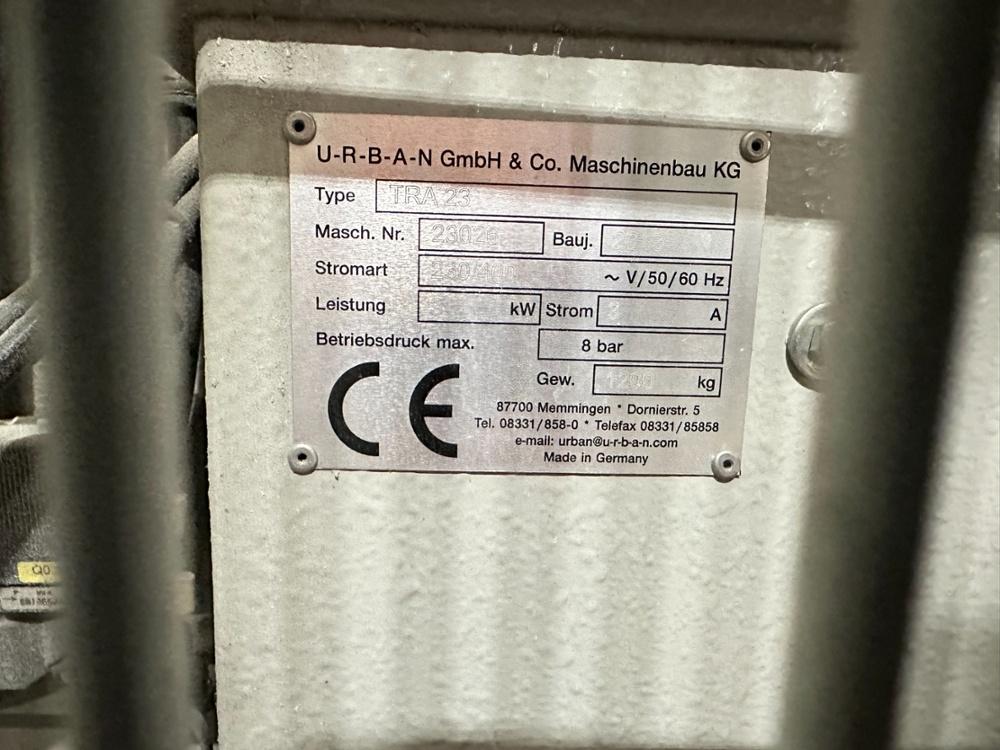 U-R-B-A-N GmbH & Co. Maschinenbau KG
Type TRA 23
Masch. Nr. Bauj.
Stromart 230/400 ~ V/50/60 Hz
Leistung kW Strom A
Betriebsdruck max. 8 bar
Gew. kg
CE
87700 Memmingen * Dornierstr. 5
Tel. 08331/858-0 * Telefax 08331/85858
e-mail: urban@u-r-b-a-n.com
Made in Germany